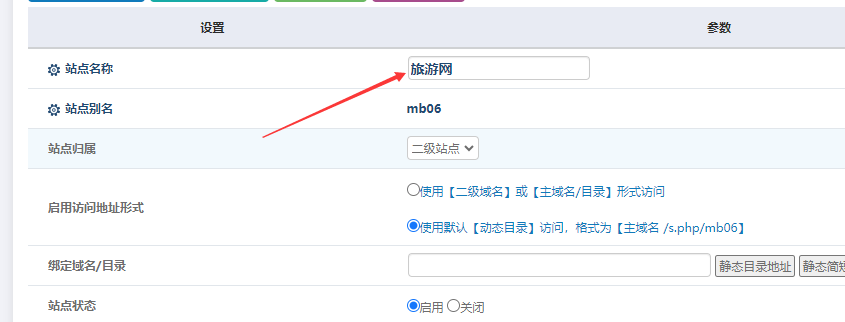 设置 参数
站点名称 旅游网
站点别名 mb06
站点归属 二级站点
启用访问地址形式
使用【二级域名】或【主域名/目录】形式访问
使用默认【动态目录】访问，格式为【主域名 /s.php/mb06】
绑定域名/目录 静态目录地址 静态简短
站点状态 启用 关闭